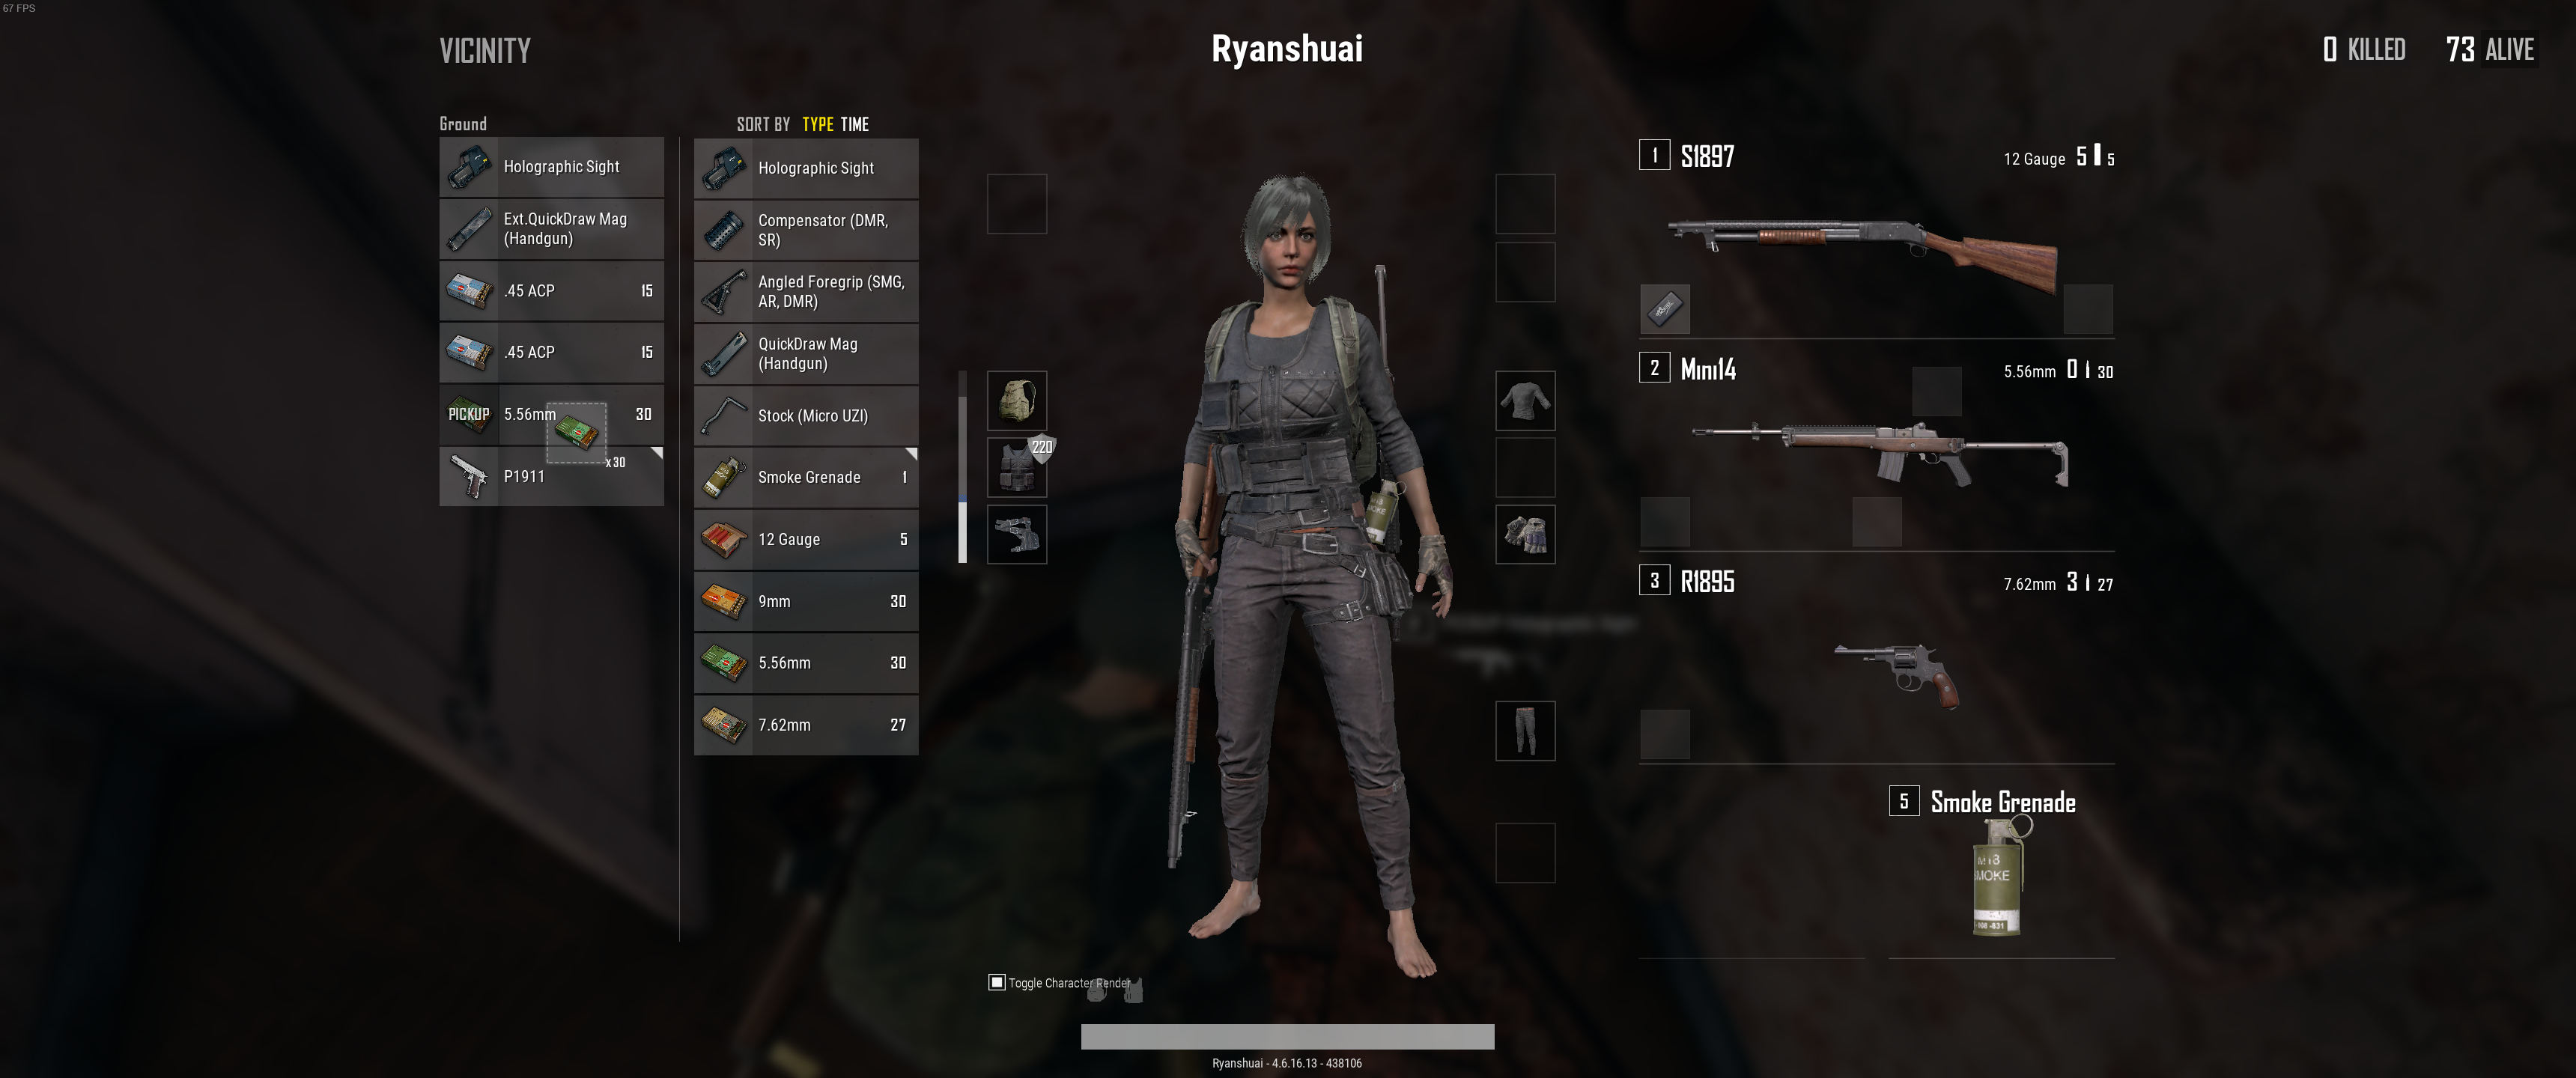 67 FPS
VICINITY
Ryanshuai
0 KILLED 73 ALIVE
Ground
SORT BY TYPE TIME
Holographic Sight
Ext.QuickDraw Mag
(Handgun)
.45 ACP 15
.45 ACP 15
PICKUP 5.56mm 30
x30
P1911
Holographic Sight
Compensator (DMR,
SR)
Angled Foregrip (SMG,
AR, DMR)
QuickDraw Mag
(Handgun)
Stock (Micro UZI)
Smoke Grenade 1
12 Gauge 5
9mm 30
5.56mm 30
7.62mm 27
220
SMOKE
1 S1897 12 Gauge 5 5
2 Mini14 5.56mm 0 30
3 R1895 7.62mm 3 27
5 Smoke Grenade
M18
SMOKE
Toggle Character Render
Ryanshuai - 4.6.16.13 - 438106